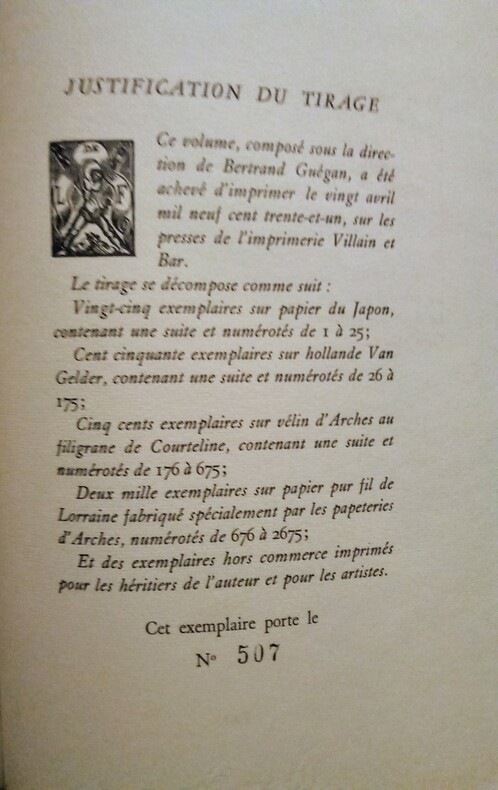 JUSTIFICATION DU TIRAGE
Ce volume, composé sous la direc-
tion de Bertrand Guégan, a été
achevé d'imprimer le vingt avril
mil neuf cent trente-et-un, sur les
presses de l'imprimerie Villain et
Bar.
Le tirage se décompose comme suit :
Vingt-cinq exemplaires sur papier du Japon,
contenant une suite et numérotés de 1 à 25;
Cent cinquante exemplaires sur hollande Van
Gelder, contenant une suite et numérotés de 26 à
175;
Cinq cents exemplaires sur vélin d'Arches au
filigrane de Courteline, contenant une suite et
numérotés de 176 à 675;
Deux mille exemplaires sur papier pur fil de
Lorraine fabriqué spécialement par les papeteries
d'Arches, numérotés de 676 à 2675;
Et des exemplaires hors commerce imprimés
pour les héritiers de l'auteur et pour les artistes.
Cet exemplaire porte le
Nº 507